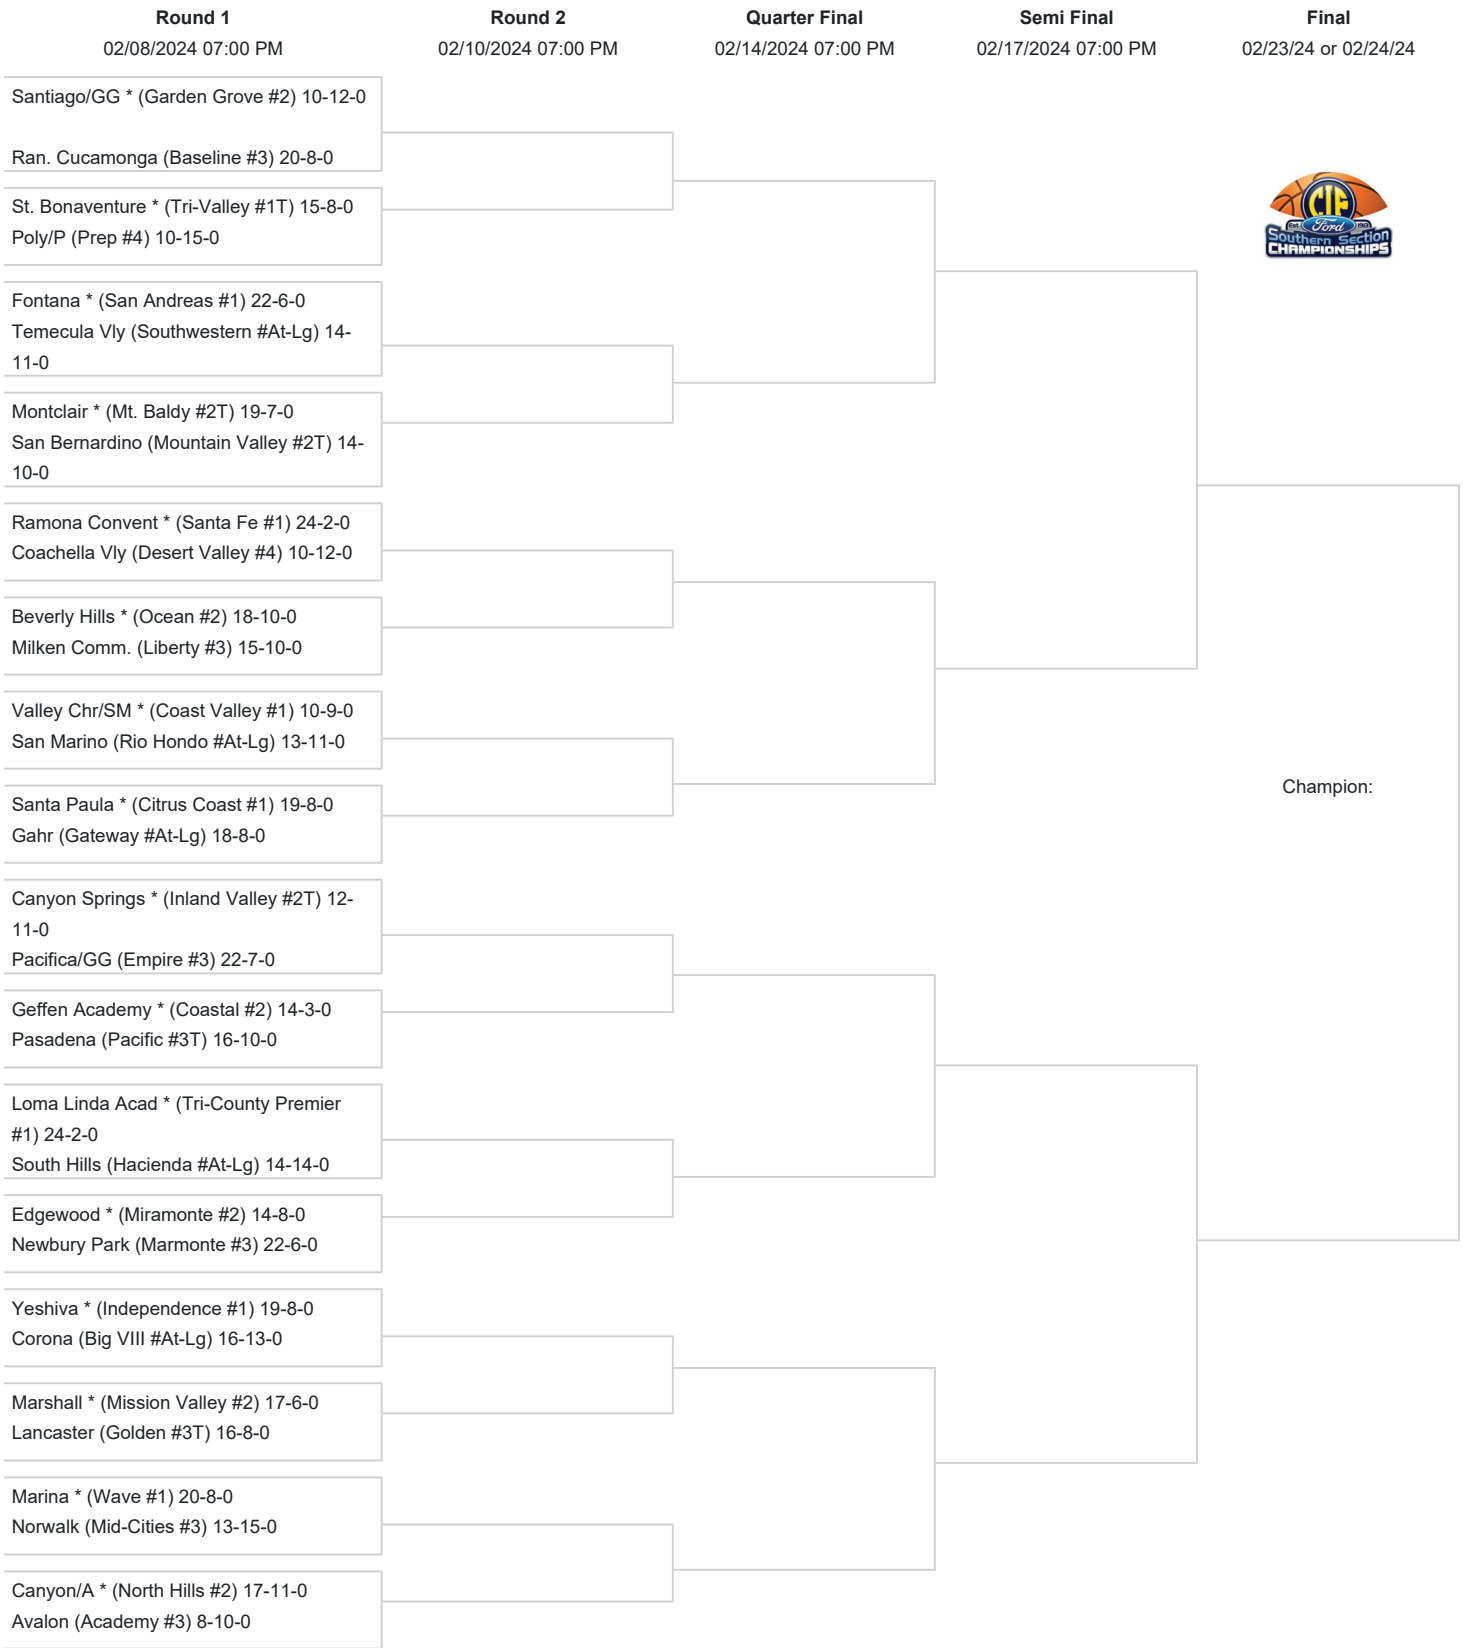 Round 1
Round 2
Quarter Final
Semi Final
Final
02/08/2024 07:00 PM
02/10/2024 07:00 PM
02/14/2024 07:00 PM
02/17/2024 07:00 PM
02/23/24 or 02/24/24
Santiago/GG * (Garden Grove #2) 10-12-0
Ran. Cucamonga (Baseline #3) 20-8-0
St. Bonaventure * (Tri-Valley #1T) 15-8-0
Poly/P (Prep #4) 10-15-0
Fontana * (San Andreas #1) 22-6-0
Temecula Vly (Southwestern #At-Lg) 14-
11-0
Montclair * (Mt. Baldy #2T) 19-7-0
San Bernardino (Mountain Valley #2T) 14-
10-0
Ramona Convent * (Santa Fe #1) 24-2-0
Coachella Vly (Desert Valley #4) 10-12-0
Beverly Hills * (Ocean #2) 18-10-0
Milken Comm. (Liberty #3) 15-10-0
Valley Chr/SM * (Coast Valley #1) 10-9-0
San Marino (Rio Hondo #At-Lg) 13-11-0
Santa Paula * (Citrus Coast #1) 19-8-0
Gahr (Gateway #At-Lg) 18-8-0
Canyon Springs * (Inland Valley #2T) 12-
11-0
Pacifica/GG (Empire #3) 22-7-0
Geffen Academy * (Coastal #2) 14-3-0
Pasadena (Pacific #3T) 16-10-0
Loma Linda Acad * (Tri-County Premier
#1) 24-2-0
South Hills (Hacienda #At-Lg) 14-14-0
Edgewood * (Miramonte #2) 14-8-0
Newbury Park (Marmonte #3) 22-6-0
Yeshiva * (Independence #1) 19-8-0
Corona (Big VIII #At-Lg) 16-13-0
Marshall * (Mission Valley #2) 17-6-0
Lancaster (Golden #3T) 16-8-0
Marina * (Wave #1) 20-8-0
Norwalk (Mid-Cities #3) 13-15-0
Canyon/A * (North Hills #2) 17-11-0
Avalon (Academy #3) 8-10-0
CIF
Ford
Southern Section
CHAMPIONSHIPS
Champion: